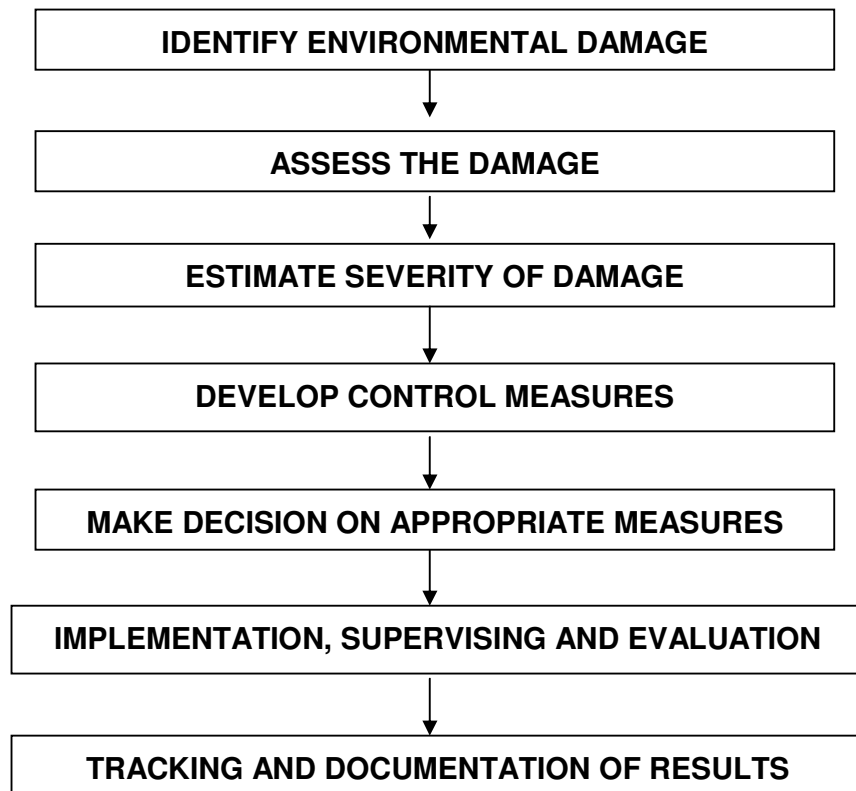 IDENTIFY ENVIRONMENTAL DAMAGE
ASSESS THE DAMAGE
ESTIMATE SEVERITY OF DAMAGE
DEVELOP CONTROL MEASURES
MAKE DECISION ON APPROPRIATE MEASURES
IMPLEMENTATION, SUPERVISING AND EVALUATION
TRACKING AND DOCUMENTATION OF RESULTS